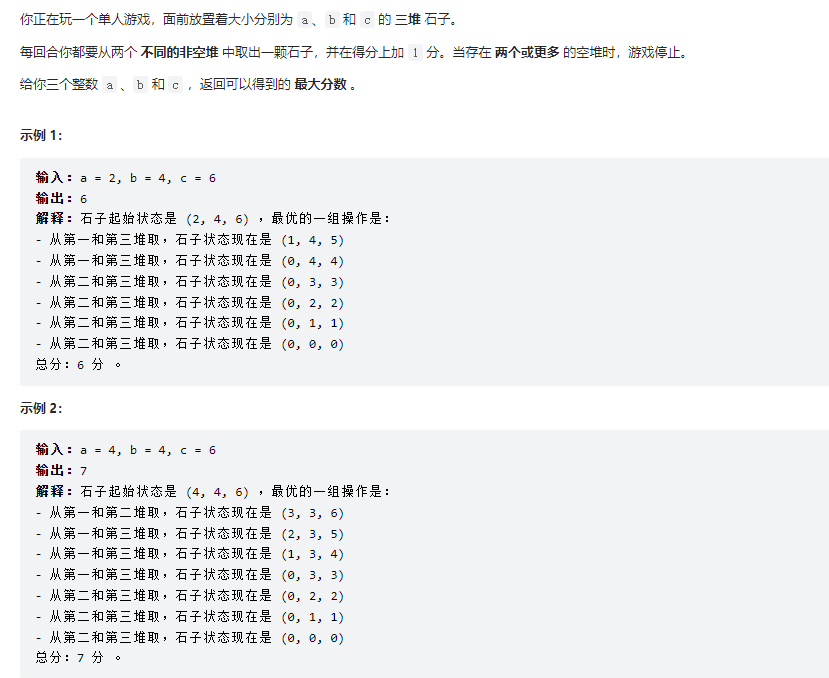 你正在玩一个单人游戏，面前放置着大小分别为 a、b 和 c 的 三堆 石子。
每回合你都要从两个 不同的非空堆 中取出一颗石子，并在得分上加 1 分。当存在 两个或更多 的空堆时，游戏停止。
给你三个整数 a 、b 和 c ，返回可以得到的 最大分数 。
示例 1：
输入：a = 2, b = 4, c = 6
输出：6
解释：石子起始状态是 (2, 4, 6) ，最优的一组操作是：
- 从第一和第三堆取，石子状态现在是 (1, 4, 5)
- 从第一和第三堆取，石子状态现在是 (0, 4, 4)
- 从第二和第三堆取，石子状态现在是 (0, 3, 3)
- 从第二和第三堆取，石子状态现在是 (0, 2, 2)
- 从第二和第三堆取，石子状态现在是 (0, 1, 1)
- 从第二和第三堆取，石子状态现在是 (0, 0, 0)
总分：6 分 。
示例 2：
输入：a = 4, b = 4, c = 6
输出：7
解释：石子起始状态是 (4, 4, 6) ，最优的一组操作是：
- 从第一和第二堆取，石子状态现在是 (3, 3, 6)
- 从第一和第三堆取，石子状态现在是 (2, 3, 5)
- 从第一和第三堆取，石子状态现在是 (1, 3, 4)
- 从第一和第三堆取，石子状态现在是 (0, 3, 3)
- 从第二和第三堆取，石子状态现在是 (0, 2, 2)
- 从第二和第三堆取，石子状态现在是 (0, 1, 1)
- 从第二和第三堆取，石子状态现在是 (0, 0, 0)
总分：7 分 。